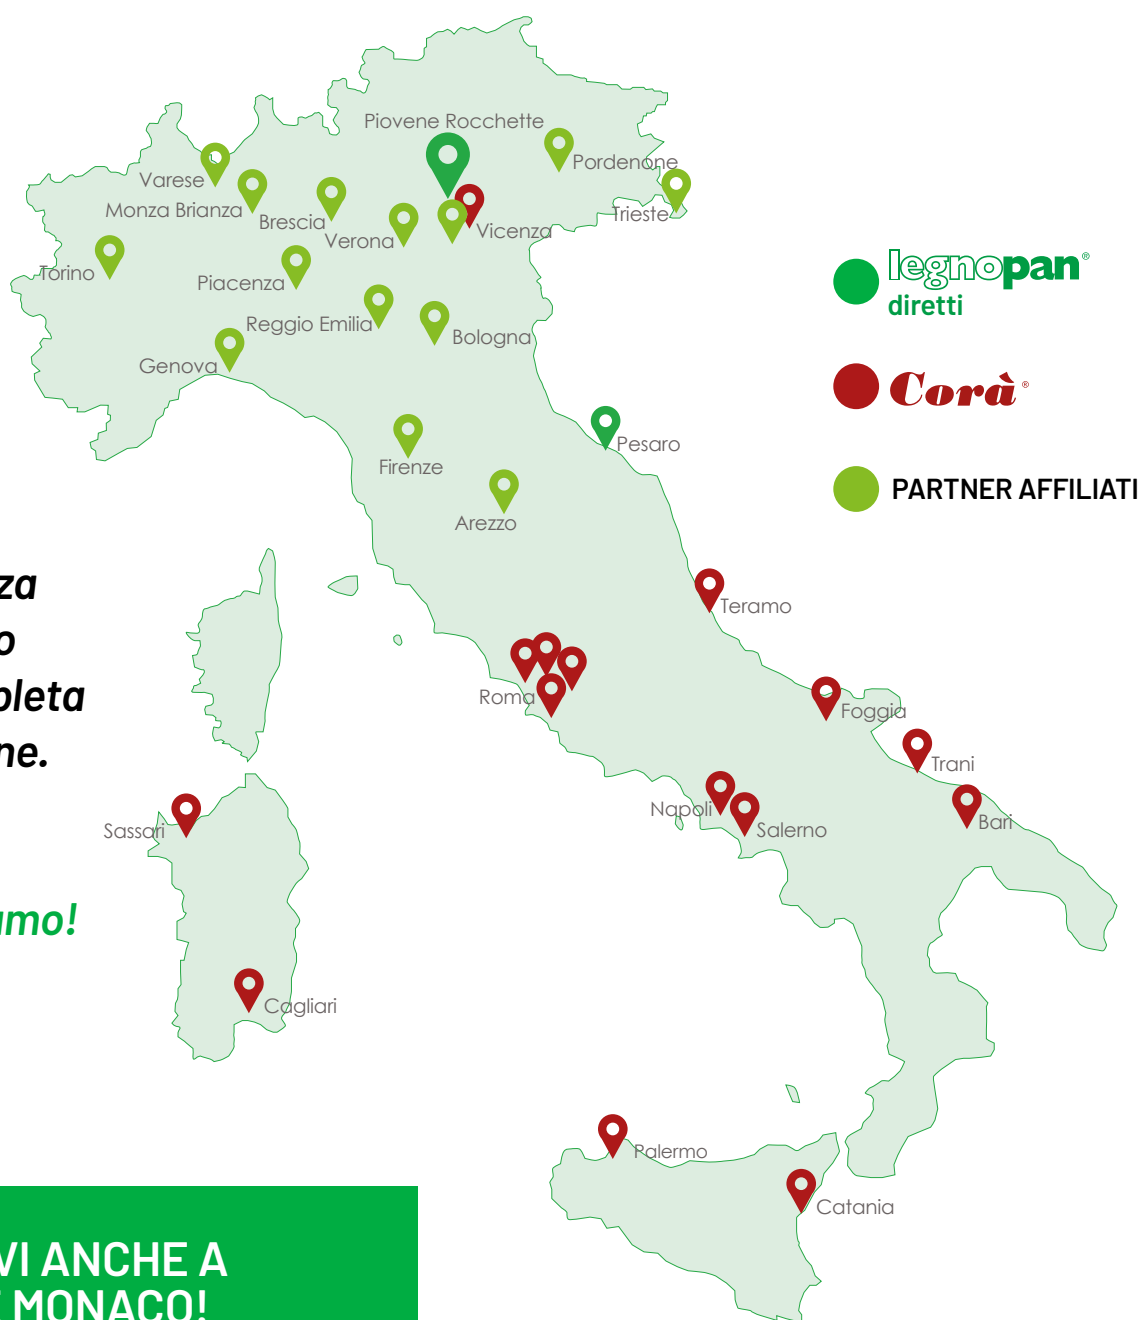 Piovene Rocchette
Pordenone
Varese
Monza Brianza
Brescia
Verona
Vicenza
Trieste
Torino
Piacenza
Reggio Emilia
Bologna
Genova
Firenze
Arezzo
Pesaro
legnopan®
diretti
Corà®
PARTNER AFFILIATI
Teramo
Roma
Foggia
Trani
Napoli
Salerno
Bari
Sassari
Cagliari
Palermo
Catania
za
o
pleta
ne.
amo!
VI ANCHE A
E MONACO!